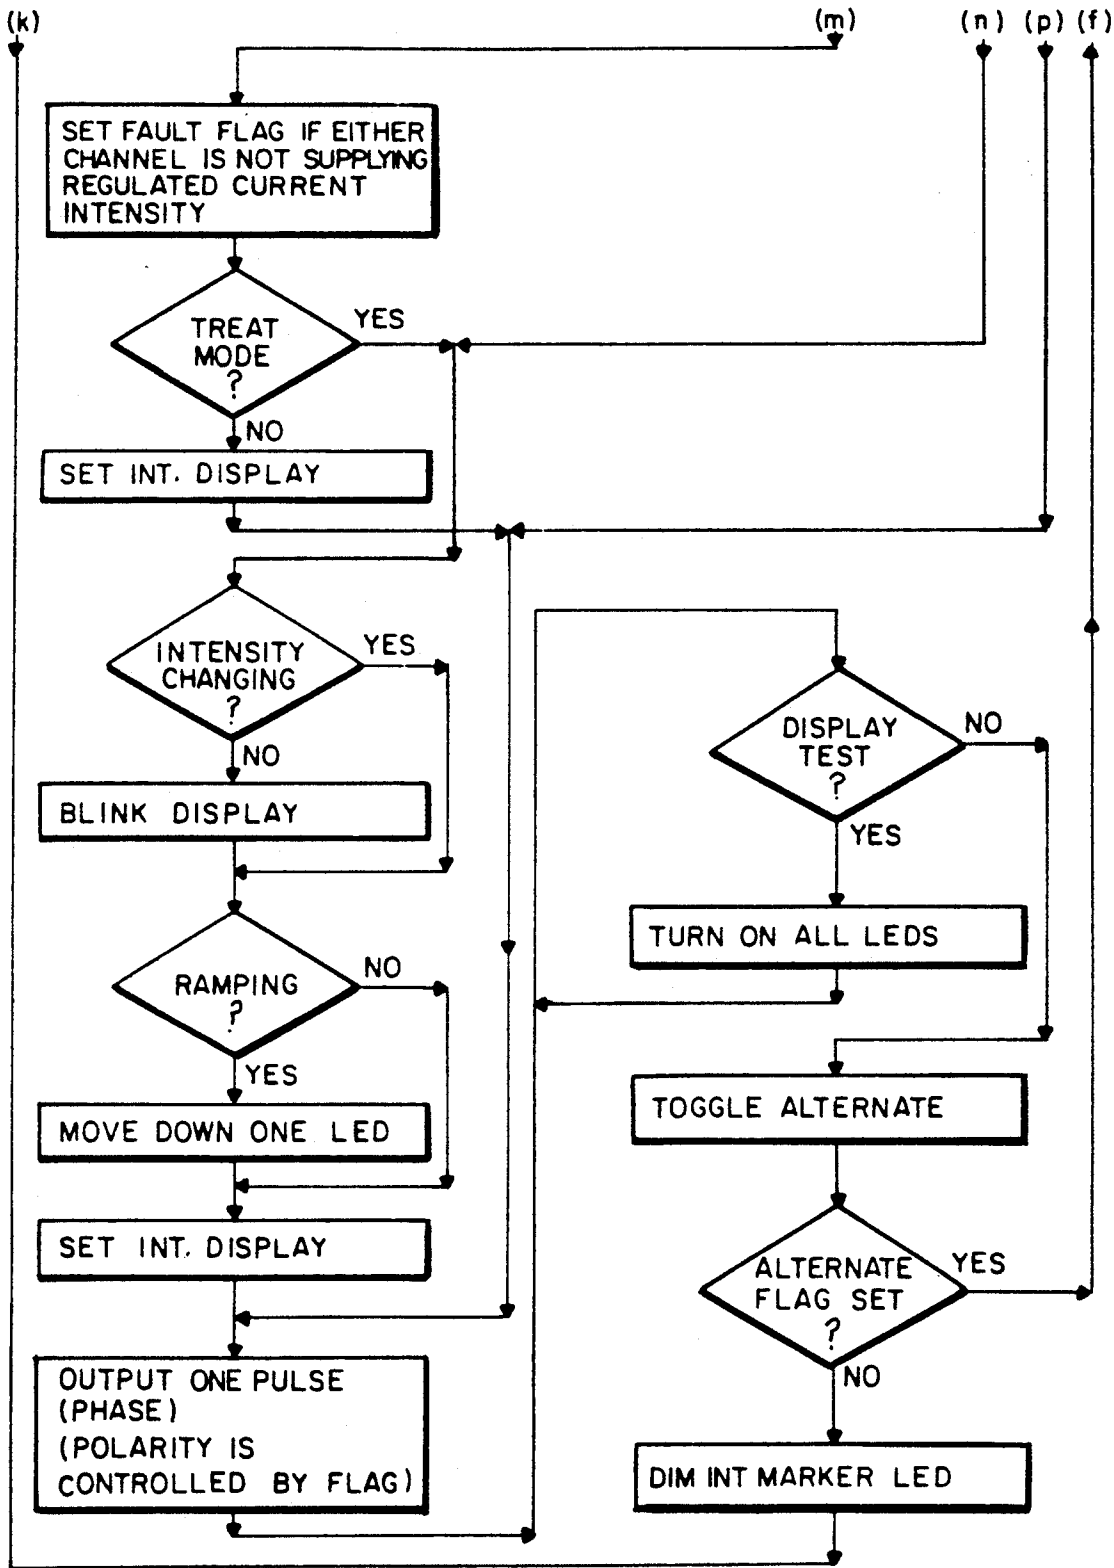 (k) (m) (n) (p) (f)
SET FAULT FLAG IF EITHER
CHANNEL IS NOT SUPPLYING
REGULATED CURRENT
INTENSITY
TREAT
MODE
?
YES
NO
SET INT. DISPLAY
INTENSITY
CHANGING
?
YES
NO
BLINK DISPLAY
RAMPING
?
NO
YES
MOVE DOWN ONE LED
SET INT. DISPLAY
OUTPUT ONE PULSE
(PHASE)
(POLARITY IS
CONTROLLED BY FLAG)
DISPLAY
TEST
?
NO
YES
TURN ON ALL LEDS
TOGGLE ALTERNATE
ALTERNATE
FLAG SET
?
YES
NO
DIM INT MARKER LED